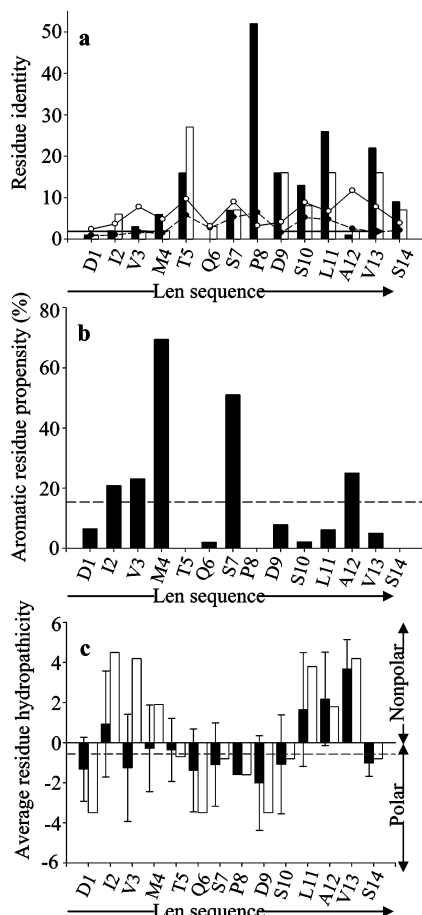 a
Residue identity
50
40
30
20
10
0
D1 I2 V3 M4 T5 Q6 S7 P8 D9 S10 L11 A12 V13 S14
Len sequence
b
Aromatic residue propensity (%)
80
60
40
20
0
D1 I2 V3 M4 T5 Q6 S7 P8 D9 S10 L11 A12 V13 S14
Len sequence
c
Average residue hydropathicity
6
4
2
0
-2
-4
-6
Nonpolar
Polar
D1 I2 V3 M4 T5 Q6 S7 P8 D9 S10 L11 A12 V13 S14
Len sequence